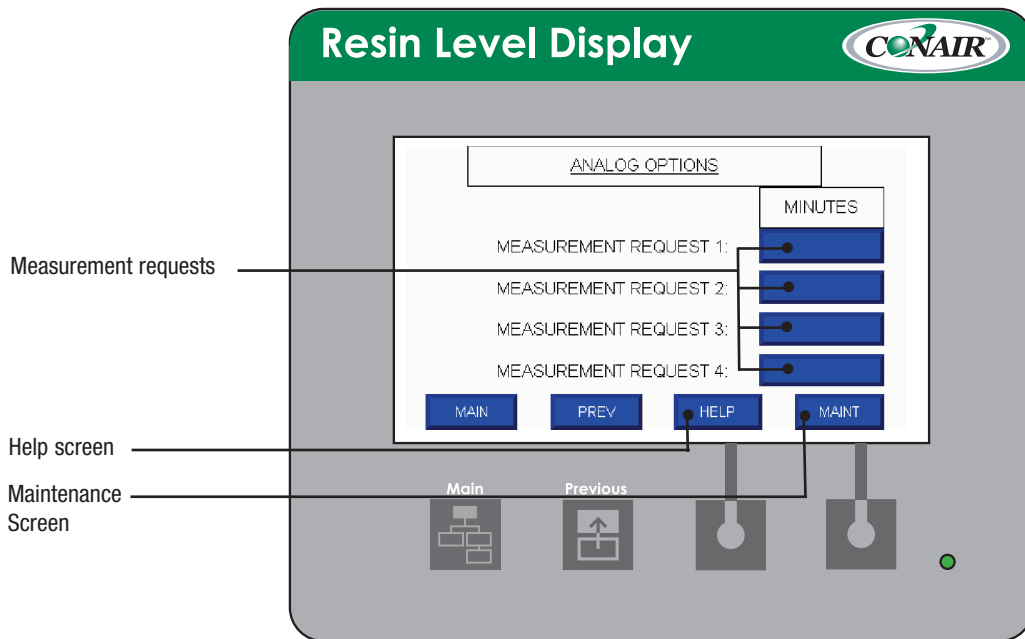 Resin Level Display
CONAIR™
ANALOG OPTIONS
MINUTES
MEASUREMENT REQUEST 1:
MEASUREMENT REQUEST 2:
MEASUREMENT REQUEST 3:
MEASUREMENT REQUEST 4:
MAIN
PREV
HELP
MAINT
Main
Previous
Measurement requests
Help screen
Maintenance
Screen